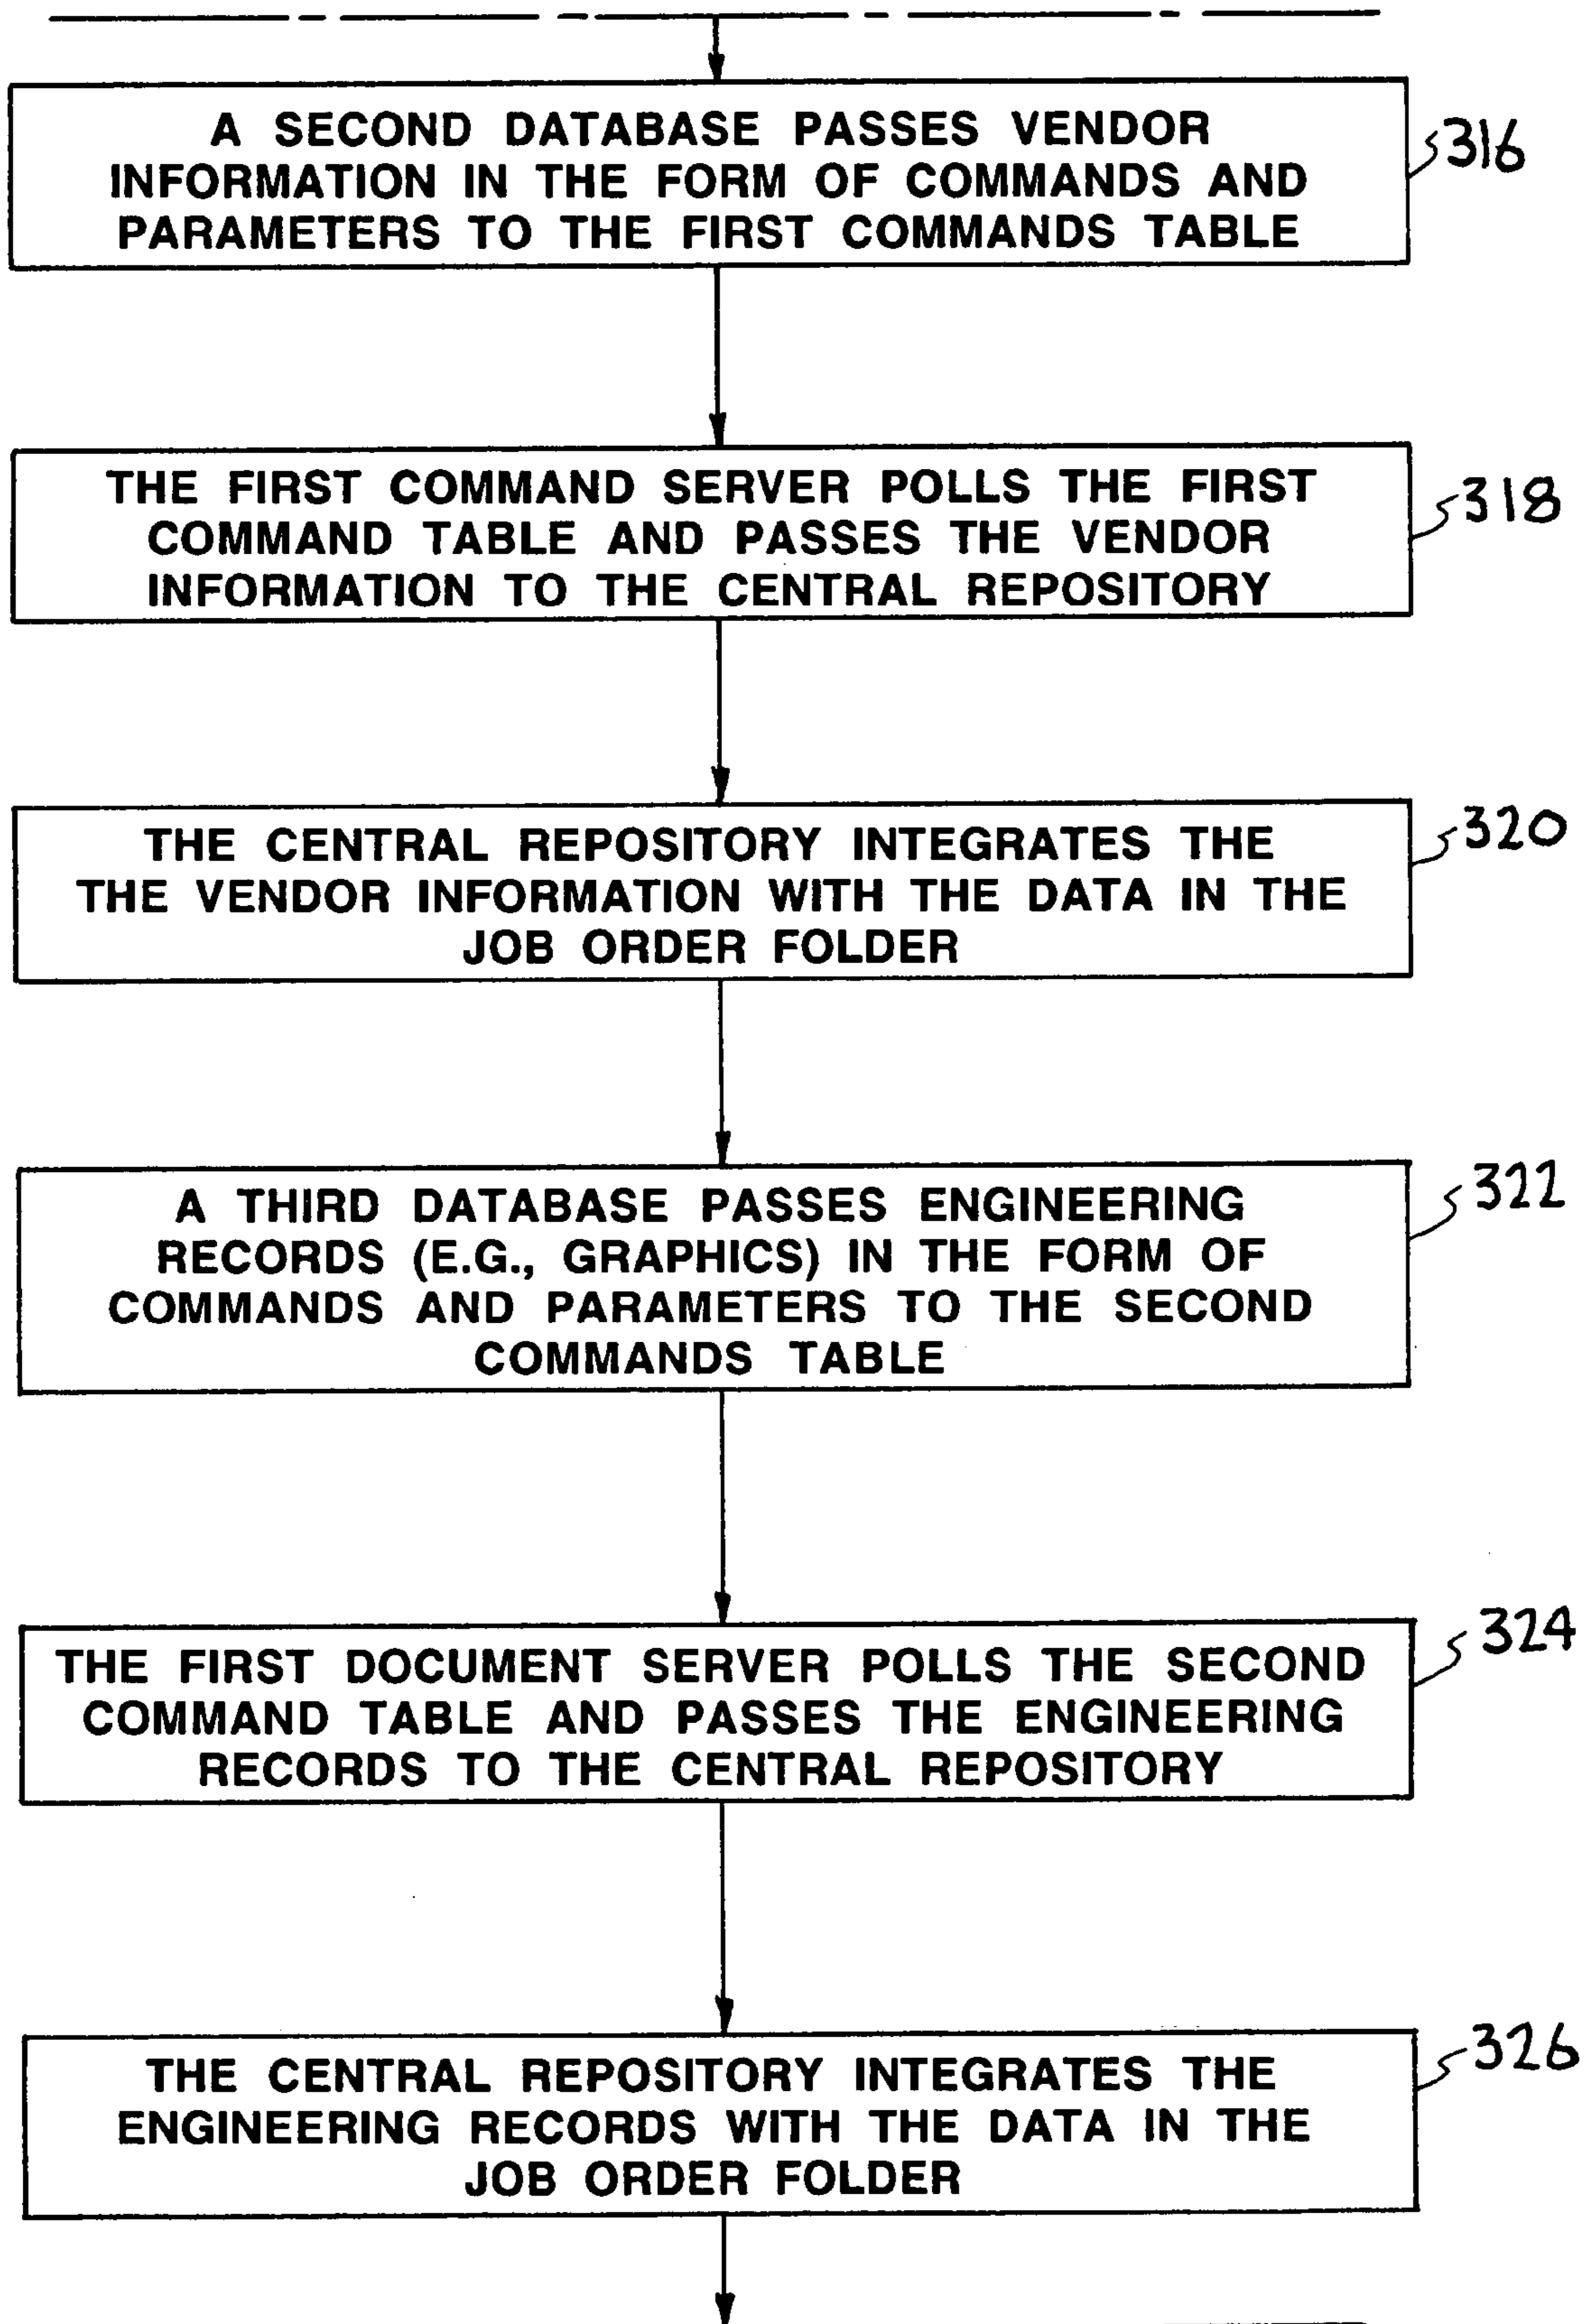 A SECOND DATABASE PASSES VENDOR
INFORMATION IN THE FORM OF COMMANDS AND
PARAMETERS TO THE FIRST COMMANDS TABLE
316
THE FIRST COMMAND SERVER POLLS THE FIRST
COMMAND TABLE AND PASSES THE VENDOR
INFORMATION TO THE CENTRAL REPOSITORY
318
THE CENTRAL REPOSITORY INTEGRATES THE
THE VENDOR INFORMATION WITH THE DATA IN THE
JOB ORDER FOLDER
320
A THIRD DATABASE PASSES ENGINEERING
RECORDS (E.G., GRAPHICS) IN THE FORM OF
COMMANDS AND PARAMETERS TO THE SECOND
COMMANDS TABLE
322
THE FIRST DOCUMENT SERVER POLLS THE SECOND
COMMAND TABLE AND PASSES THE ENGINEERING
RECORDS TO THE CENTRAL REPOSITORY
324
THE CENTRAL REPOSITORY INTEGRATES THE
ENGINEERING RECORDS WITH THE DATA IN THE
JOB ORDER FOLDER
326